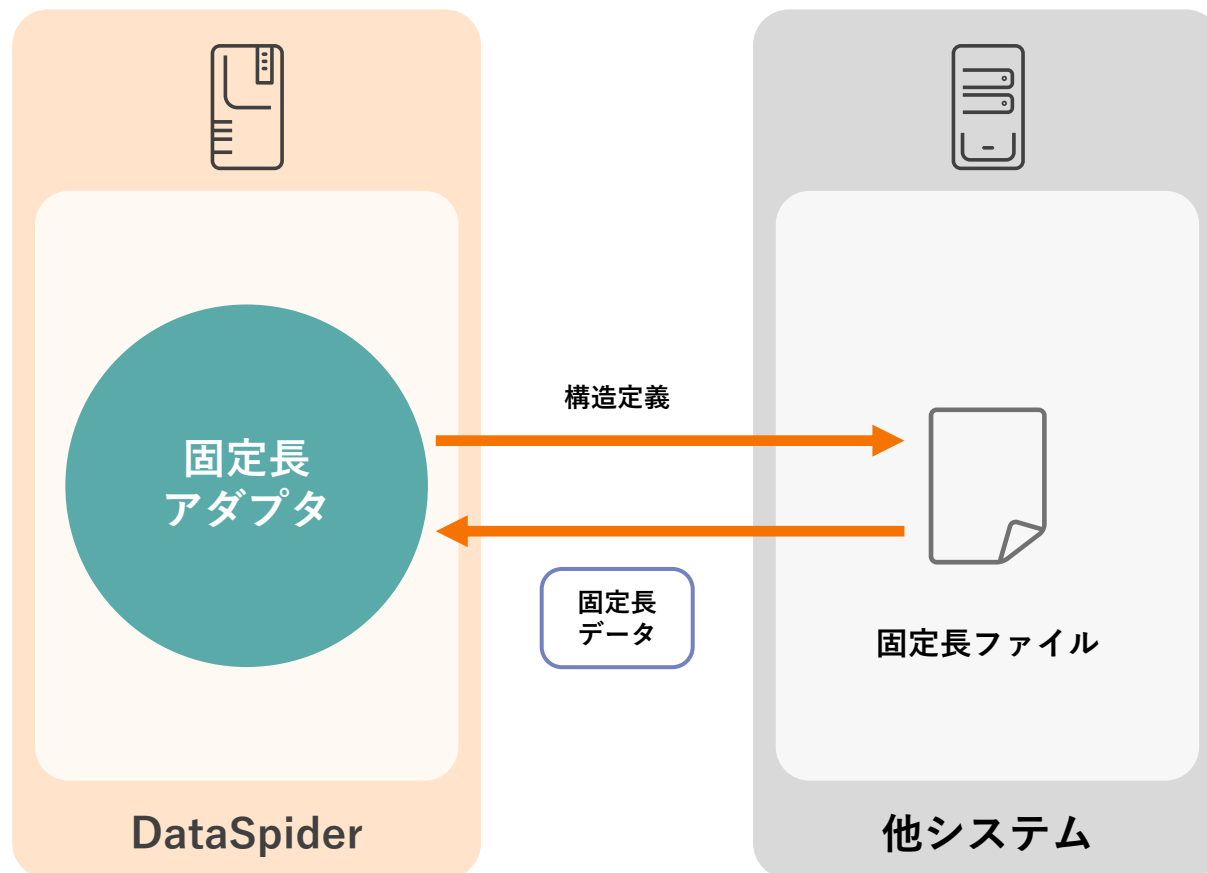 固定長
アダプタ
構造定義
固定長
データ
固定長ファイル
DataSpider
他システム